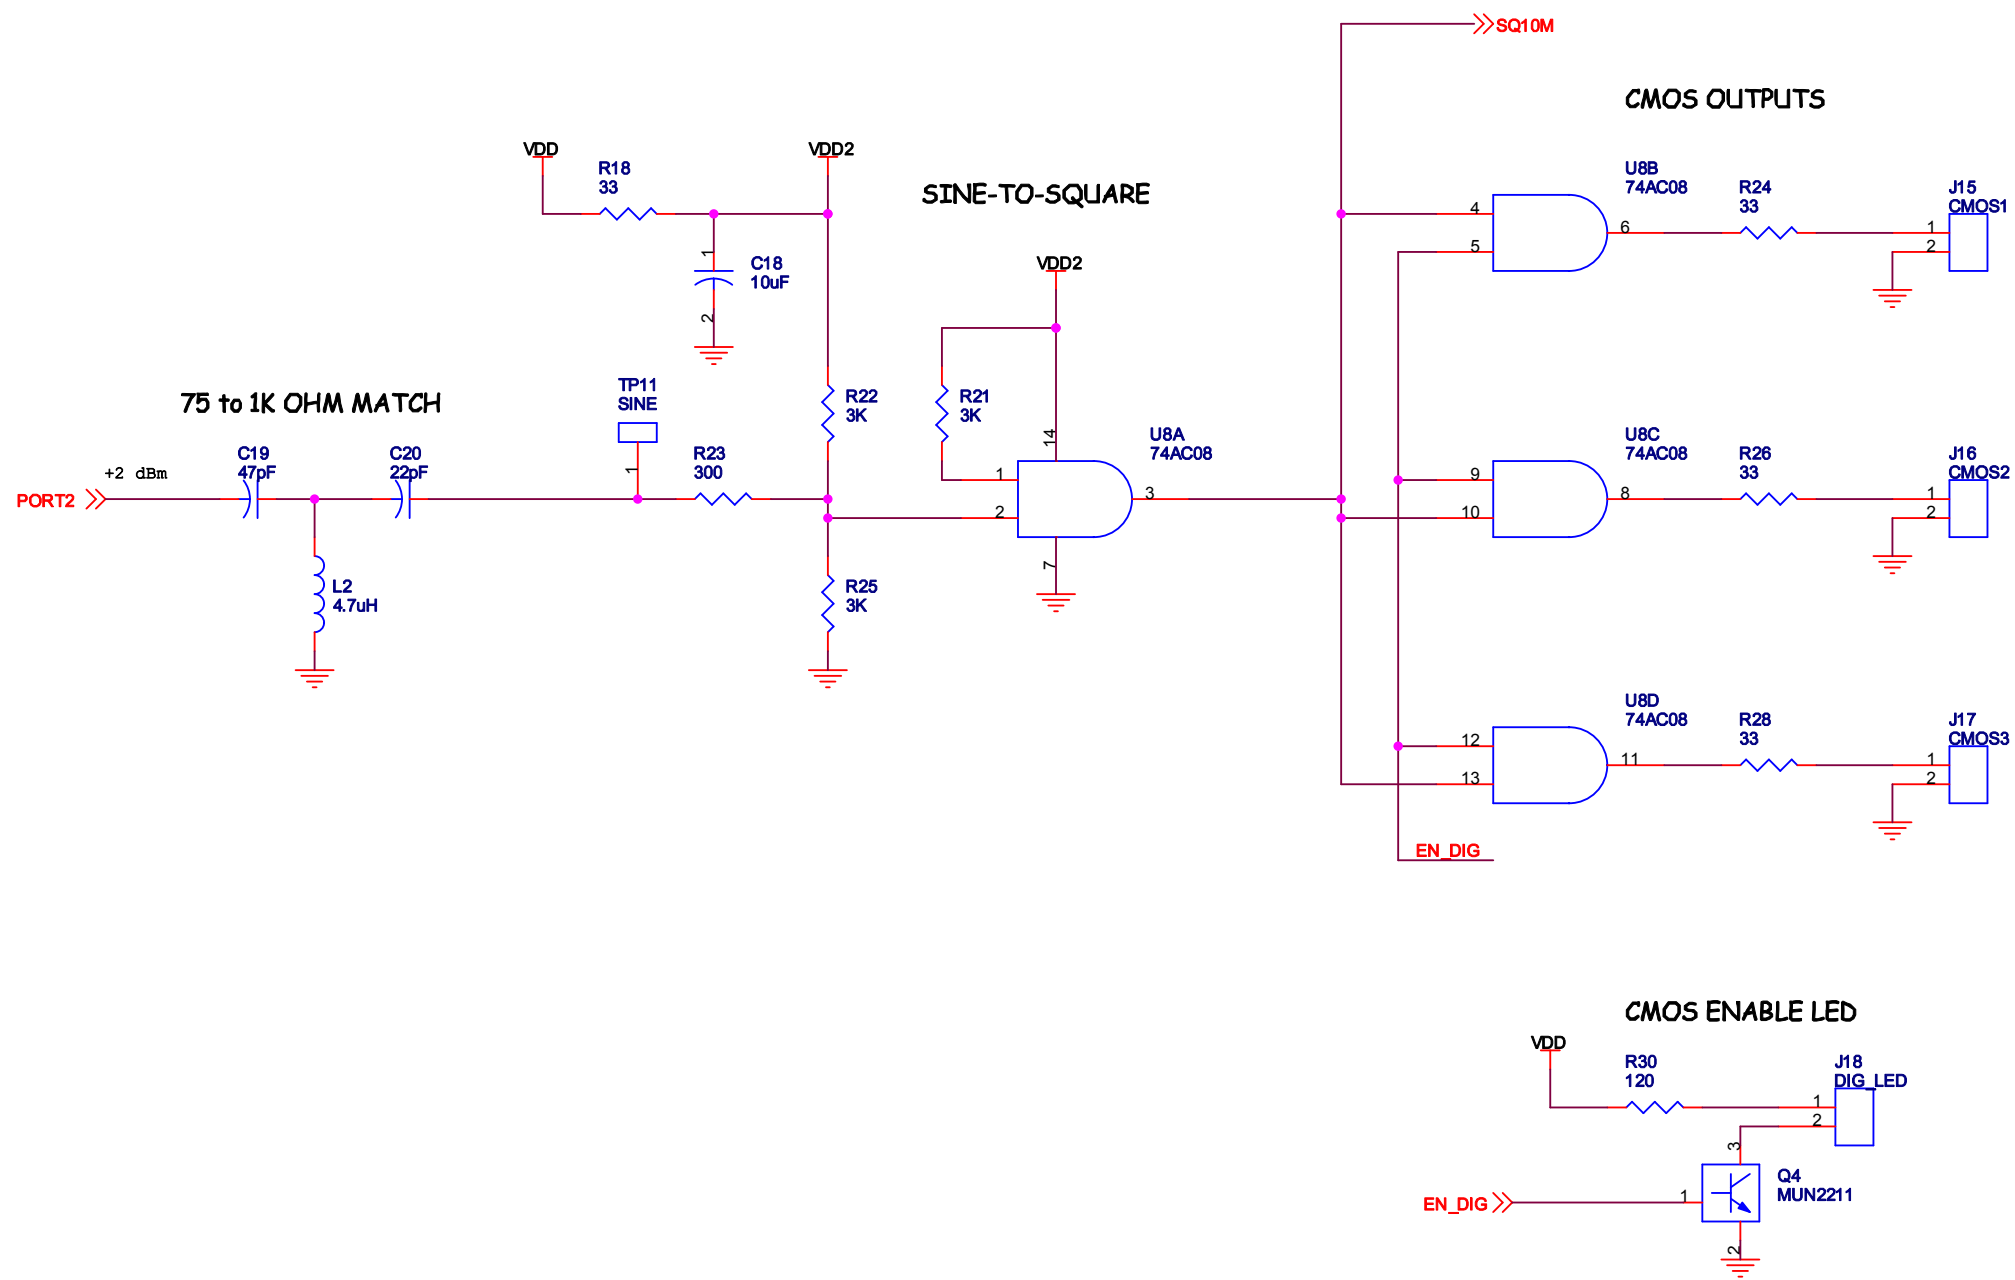 SQ10M
CMOS OUTPUTS
VDD
R18
33
VDD2
1
C18
10uF
2
SINE-TO-SQUARE
VDD2
75 to 1K OHM MATCH
+2 dBm
PORT2
C19
47pF
C20
22pF
L2
4.7uH
TP11
SINE
1
R23
300
R22
3K
R25
3K
R21
3K
14
1
2
7
U8A
74AC08
3
U8B
74AC08
4
5
6
R24
33
J15
CMOS1
1
2
U8C
74AC08
9
10
8
R26
33
J16
CMOS2
1
2
U8D
74AC08
12
13
11
R28
33
J17
CMOS3
1
2
EN_DIG
CMOS ENABLE LED
VDD
R30
120
J18
DIG_LED
1
2
3
Q4
MUN2211
EN_DIG
1
2